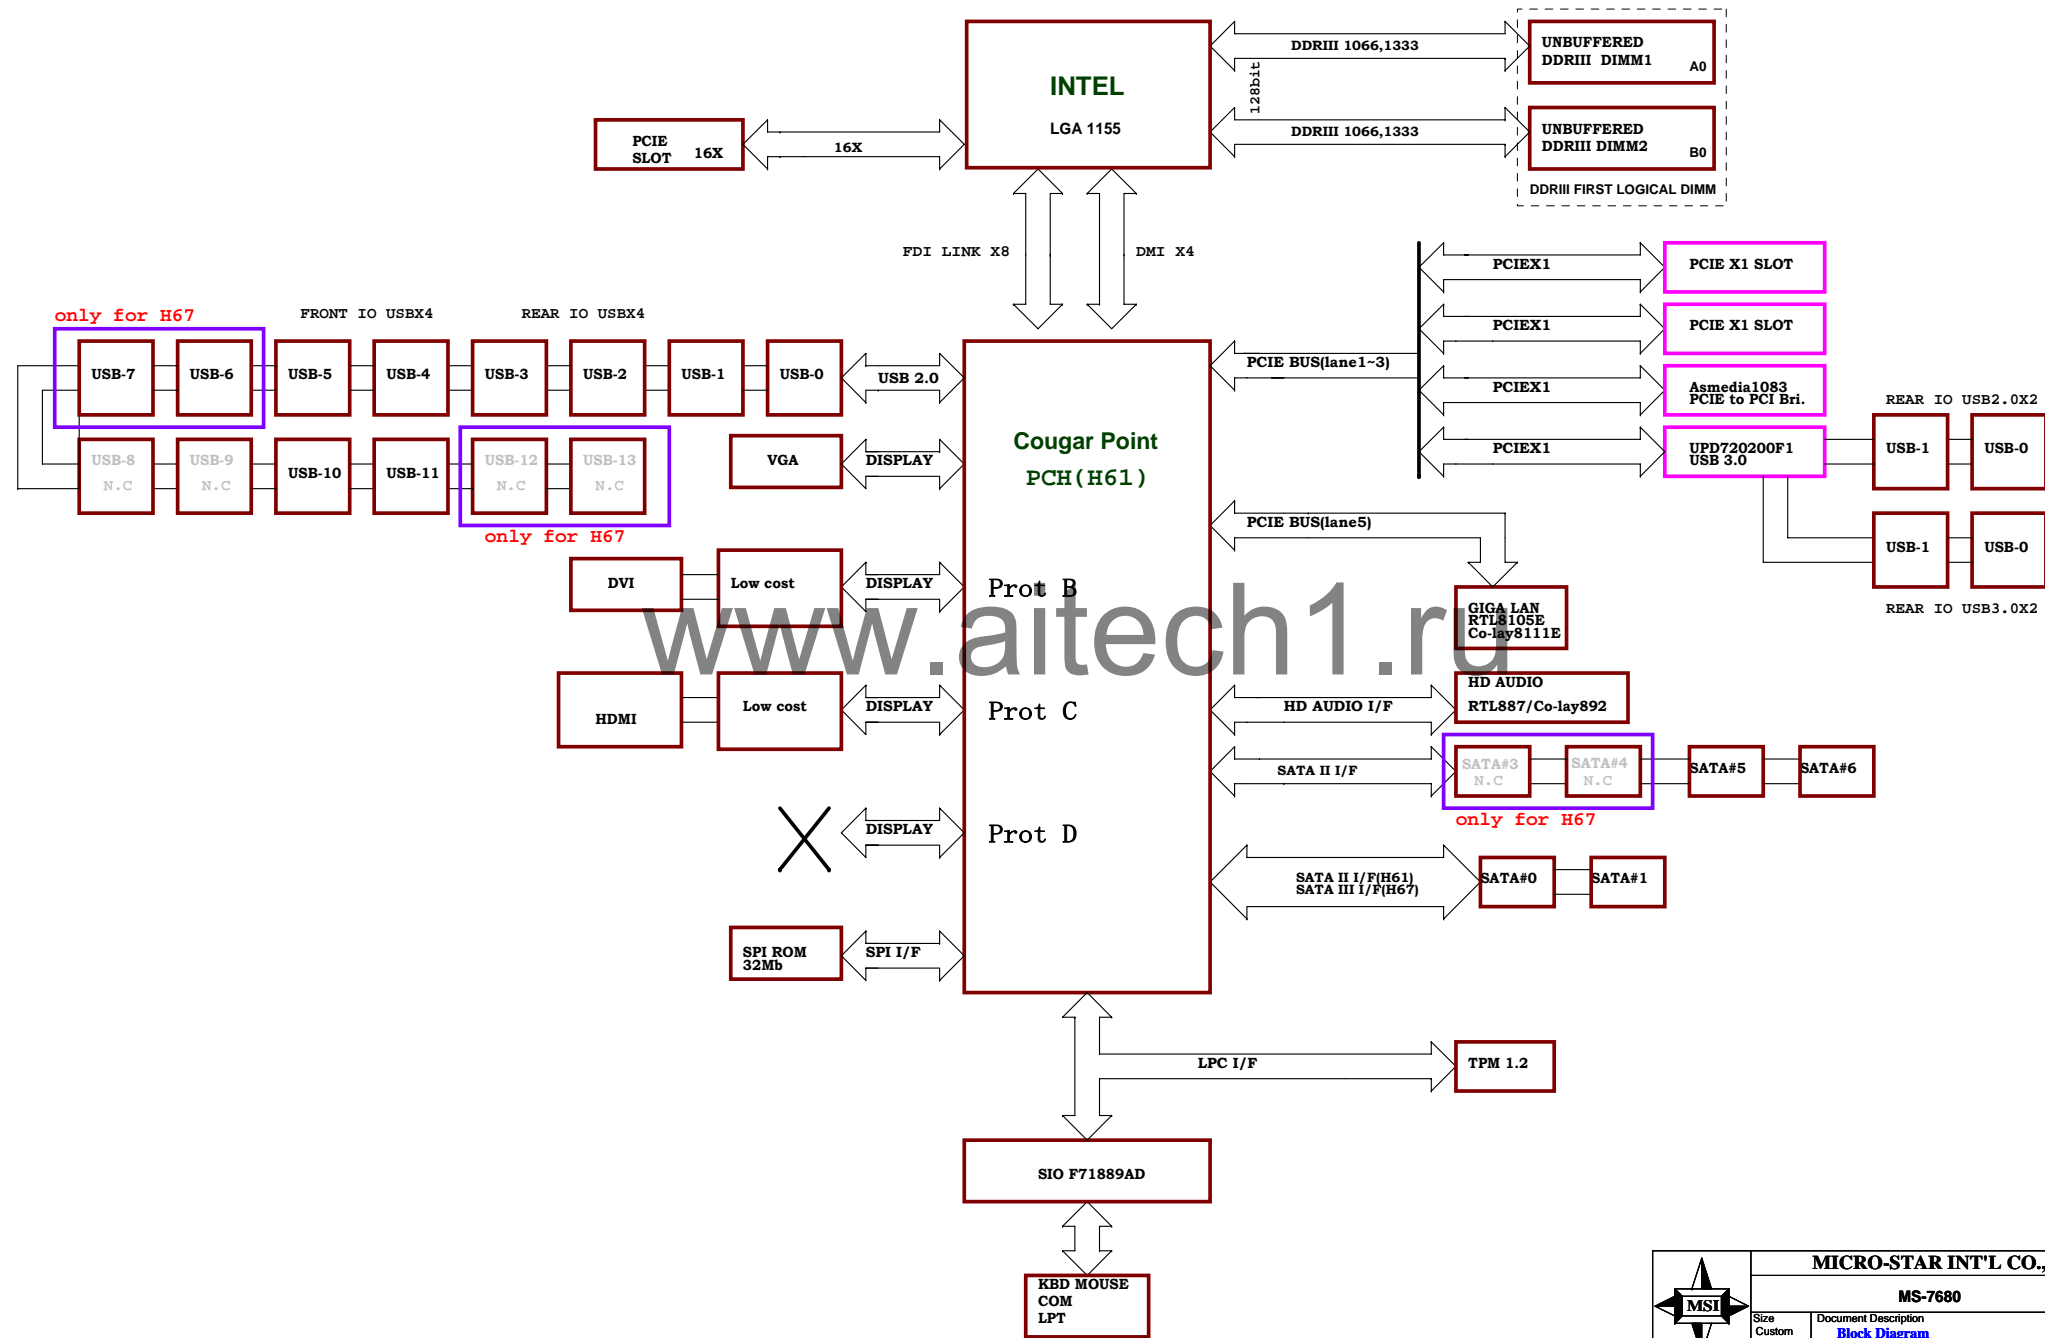 INTEL
LGA 1155
DDRIII 1066,1333
128bit
DDRIII 1066,1333
UNBUFFERED
DDRIII  DIMM1
A0
UNBUFFERED
DDRIII DIMM2
B0
DDRIII FIRST LOGICAL DIMM
PCIE
SLOT 16X
16X
FDI LINK X8
DMI X4
only for H67
FRONT IO USBX4
REAR IO USBX4
USB-7
USB-6
USB-5
USB-4
USB-3
USB-2
USB-1
USB-0
USB 2.0
USB-8
N.C
USB-9
N.C
USB-10
USB-11
USB-12
N.C
USB-13
N.C
only for H67
VGA
DISPLAY
Cougar Point
PCH(H61)
PCIE BUS(lane1~3)
PCIEX1
PCIE X1 SLOT
PCIEX1
PCIE X1 SLOT
PCIEX1
Asmedia1083
PCIE to PCI Bri.
PCIEX1
UPD720200F1
USB 3.0
REAR IO USB2.0X2
USB-1
USB-0
USB-1
USB-0
REAR IO USB3.0X2
PCIE BUS(lane5)
GIGA LAN
RTL8105E
Co-lay8111E
DVI
Low cost
DISPLAY
Prot B
www.aitech1.ru
HDMI
Low cost
DISPLAY
Prot C
HD AUDIO I/F
HD AUDIO
RTL887/Co-lay892
SATA II I/F
SATA#3
N.C
SATA#4
N.C
SATA#5
SATA#6
only for H67
DISPLAY
Prot D
SATA II I/F(H61)
SATA III I/F(H67)
SATA#0
SATA#1
SPI ROM
32Mb
SPI I/F
LPC I/F
TPM 1.2
SIO F71889AD
KBD MOUSE
COM
LPT
MSI
MICRO-STAR INT'L CO.,
MS-7680
Size
Custom
Document Description
Block Diagram